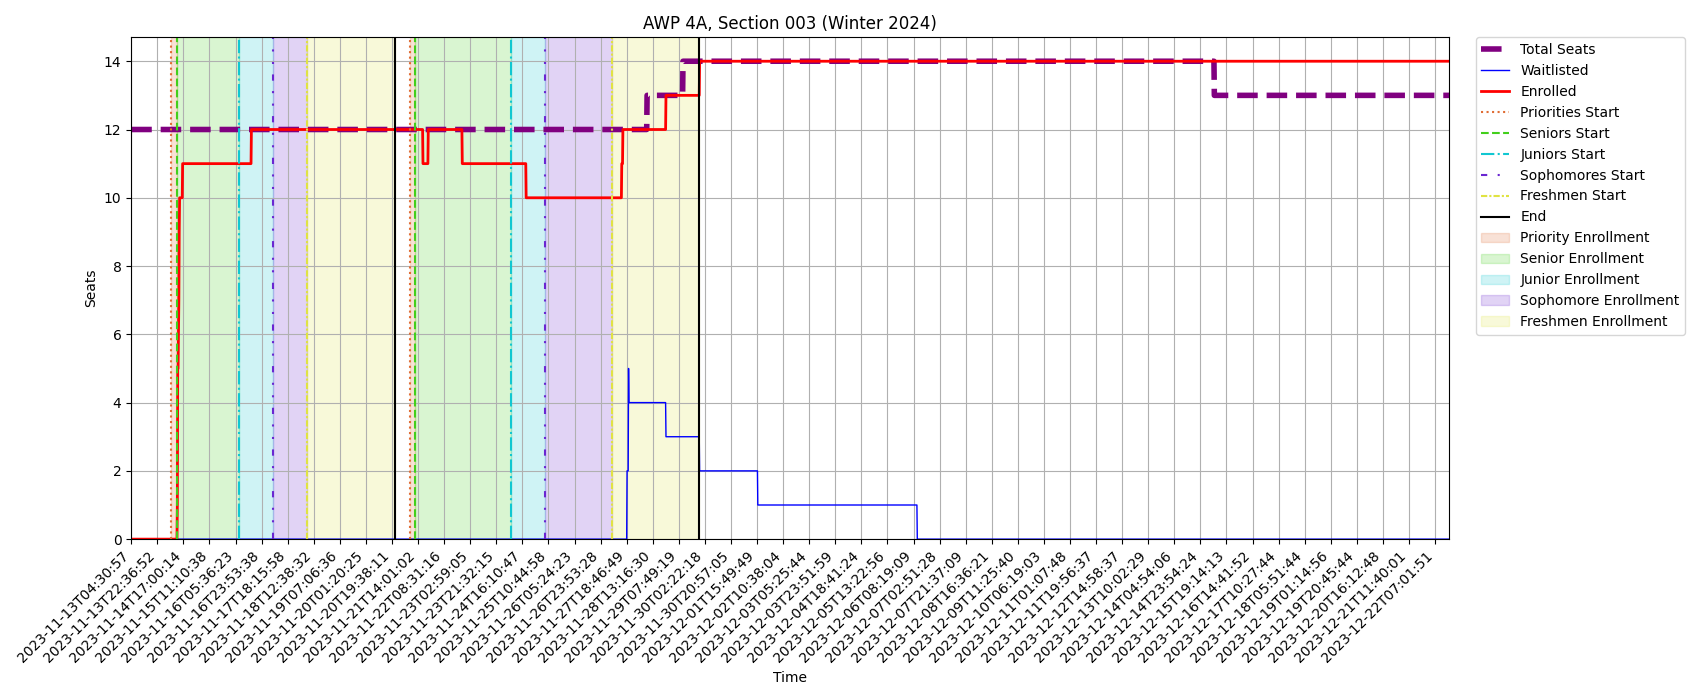 AWP 4A, Section 003 (Winter 2024)
14
12
10
8
6
4
2
0
Seats
2023-11-13T04:30:57
2023-11-13T22:36:52
2023-11-14T17:00:14
2023-11-15T11:10:38
2023-11-16T05:36:23
2023-11-16T23:53:38
2023-11-17T18:15:58
2023-11-18T12:38:32
2023-11-19T07:06:36
2023-11-20T01:20:25
2023-11-20T19:38:11
2023-11-21T14:01:02
2023-11-22T08:31:16
2023-11-23T02:59:05
2023-11-23T21:32:15
2023-11-24T16:10:47
2023-11-25T10:44:58
2023-11-26T05:24:23
2023-11-26T23:53:28
2023-11-27T18:46:49
2023-11-28T13:16:30
2023-11-29T07:49:19
2023-11-30T02:22:18
2023-11-30T20:57:05
2023-12-01T15:49:49
2023-12-02T10:38:04
2023-12-03T05:25:44
2023-12-03T23:51:59
2023-12-04T18:41:24
2023-12-05T13:22:56
2023-12-06T08:19:09
2023-12-07T02:51:28
2023-12-07T21:37:09
2023-12-08T16:36:21
2023-12-09T11:25:40
2023-12-10T06:19:03
2023-12-11T01:07:48
2023-12-11T19:56:37
2023-12-12T14:58:37
2023-12-13T10:02:29
2023-12-14T04:54:06
2023-12-14T23:54:24
2023-12-15T19:14:13
2023-12-16T14:41:52
2023-12-17T10:27:44
2023-12-18T05:51:44
2023-12-19T01:14:56
2023-12-19T20:45:44
2023-12-20T16:12:48
2023-12-21T11:40:01
2023-12-22T07:01:51
Time
Total Seats
Waitlisted
Enrolled
Priorities Start
Seniors Start
Juniors Start
Sophomores Start
Freshmen Start
End
Priority Enrollment
Senior Enrollment
Junior Enrollment
Sophomore Enrollment
Freshmen Enrollment